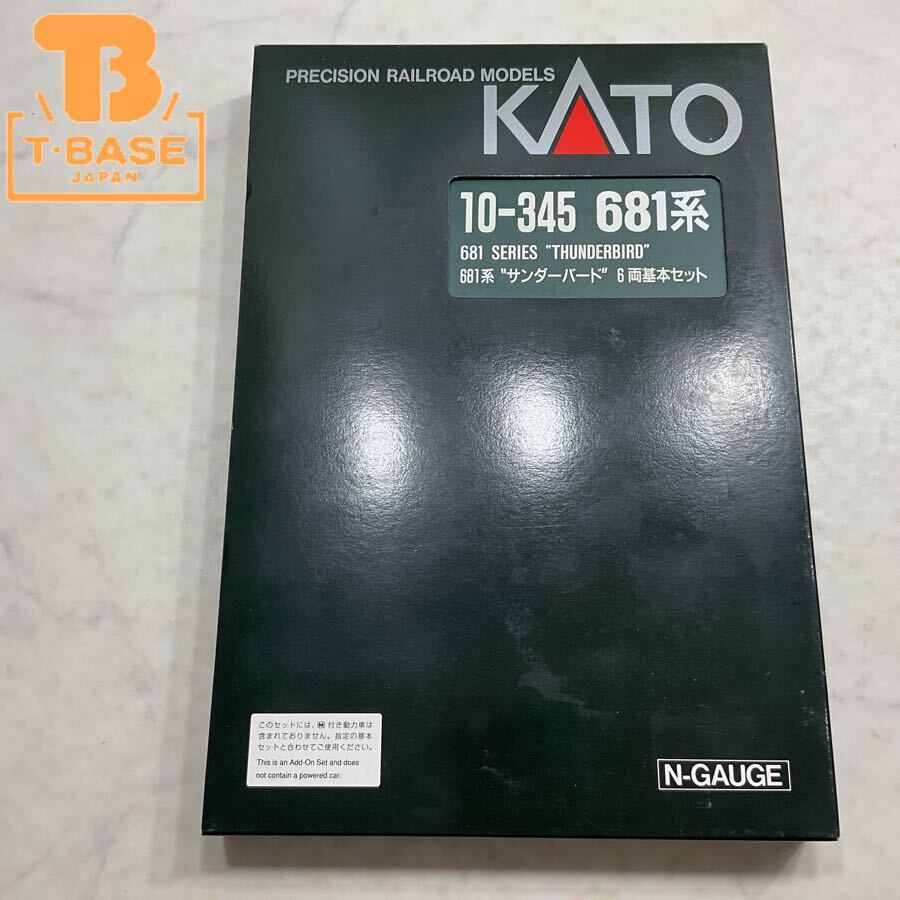 B
T·BASE
JAPAN
PRECISION RAILROAD MODELS
KATO
10-345 681系
681 SERIES "THUNDERBIRD"
681系 "サンダーバード" 6両基本セット
このセットには、Ⓜ付き動力車は
含まれておりません。指定の基本
セットと合わせてご使用ください。
This is an Add-On Set and does
not contain a powered car.
N-GAUGE